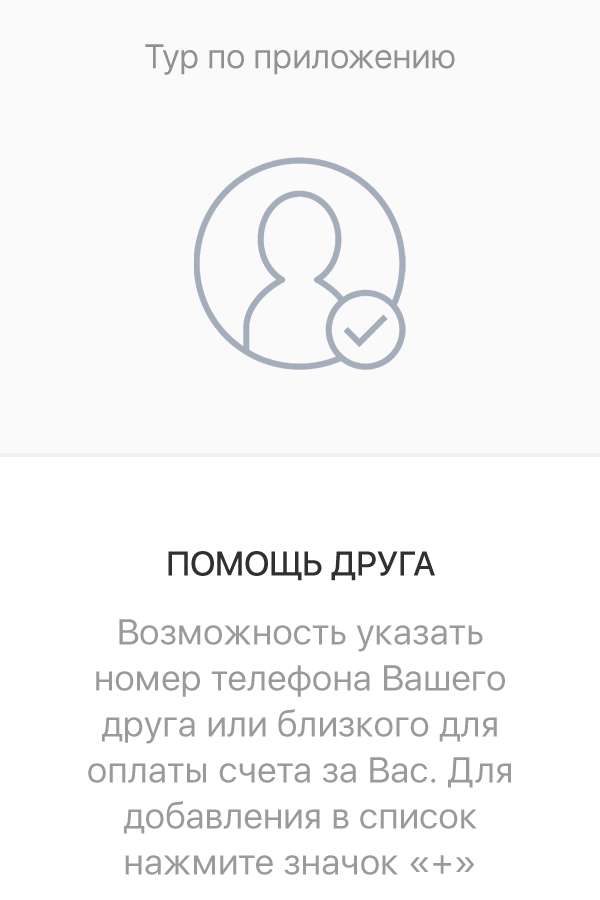 Тур по приложению
ПОМОЩЬ ДРУГА
Возможность указать
номер телефона Вашего
друга или близкого для
оплаты счета за Вас. Для
добавления в список
нажмите значок «+»